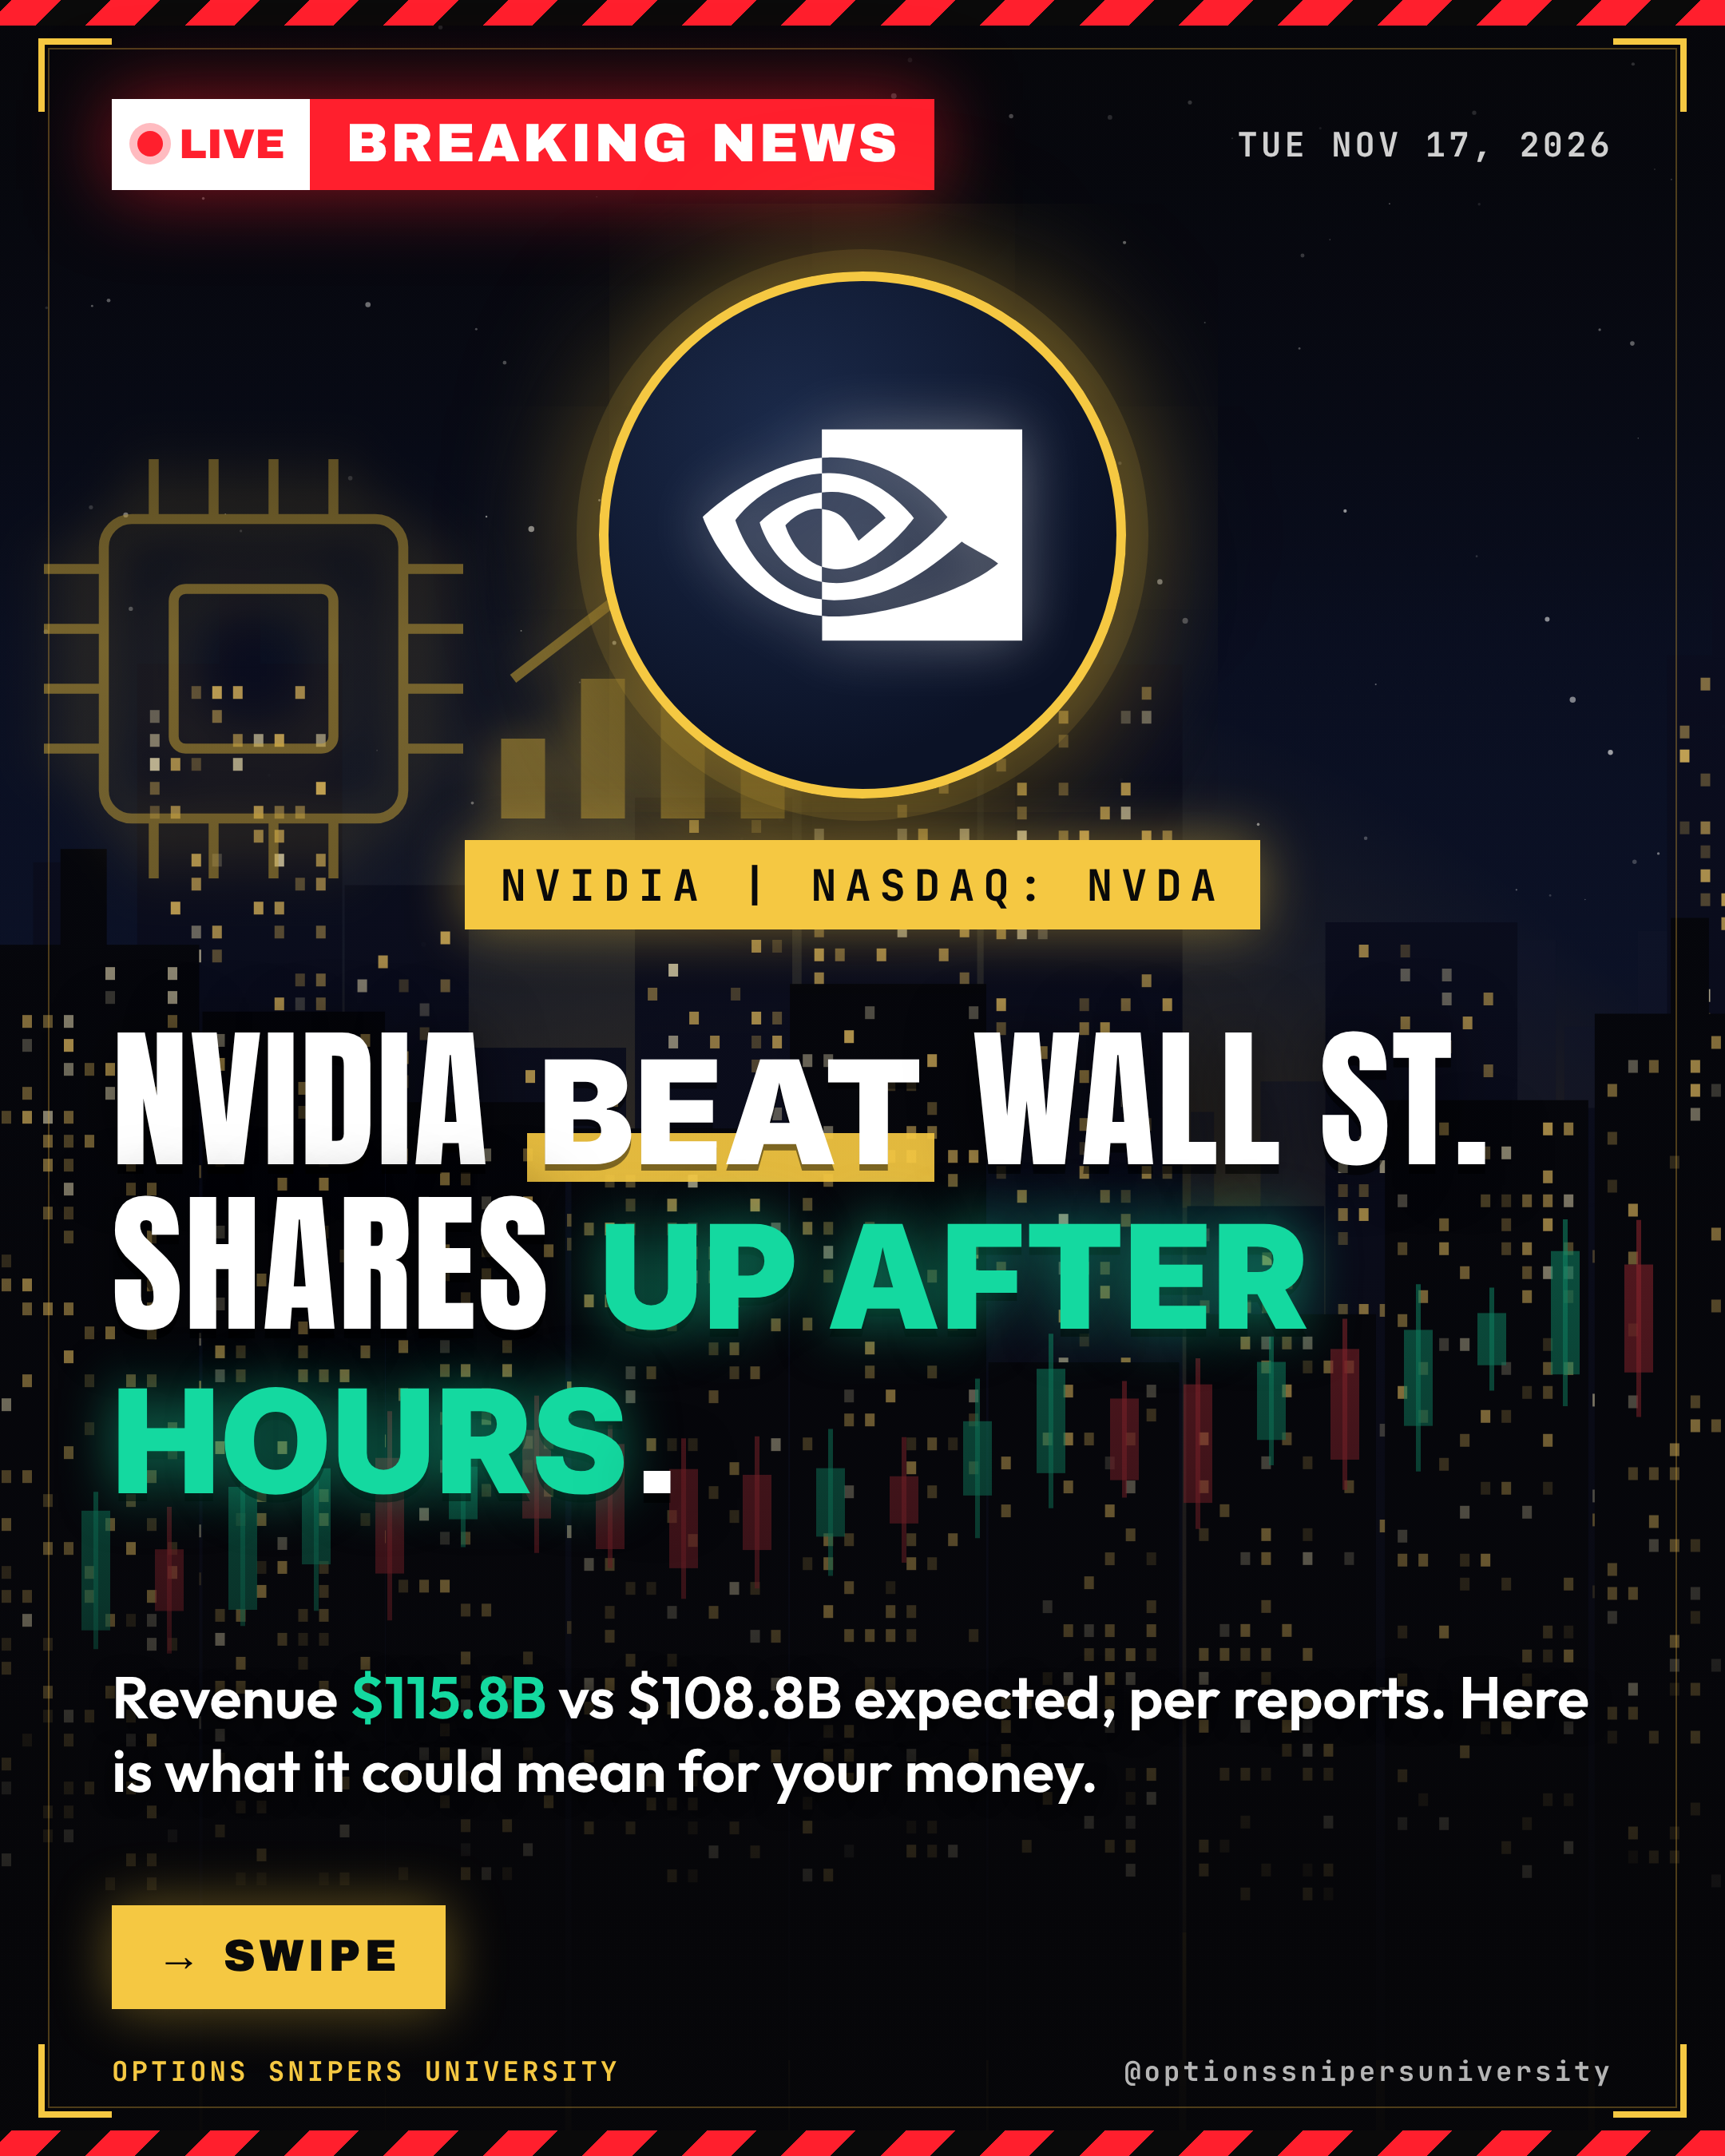 LIVE BREAKING NEWS
TUE NOV 17, 2026
NVIDIA | NASDAQ: NVDA
NVIDIA BEAT WALL ST.
SHARES UP AFTER
HOURS.
Revenue $115.8B vs $108.8B expected, per reports. Here
is what it could mean for your money.
→ SWIPE
OPTIONS SNIPERS UNIVERSITY
@optionssnipersuniversity